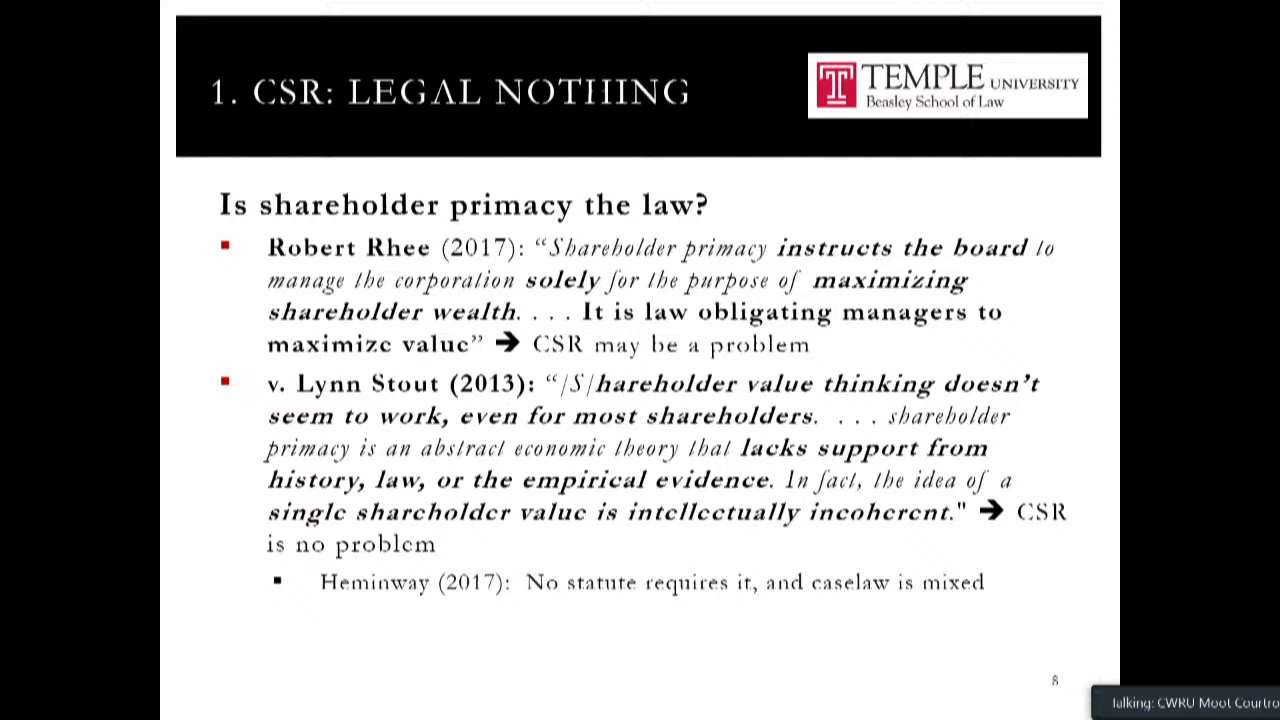 1. CSR: LEGAL NOTHING
TEMPLE UNIVERSITY
Beasley School of Law
Is shareholder primacy the law?
▪ Robert Rhee (2017): “Shareholder primacy instructs the board to
manage the corporation solely for the purpose of maximizing
shareholder wealth. . . . It is law obligating managers to
maximize value” ➔ CSR may be a problem
▪ v. Lynn Stout (2013): “[S]hareholder value thinking doesn’t
seem to work, even for most shareholders. . . . shareholder
primacy is an abstract economic theory that lacks support from
history, law, or the empirical evidence. In fact, the idea of a
single shareholder value is intellectually incoherent." ➔ CSR
is no problem
▪ Heminway (2017): No statute requires it, and caselaw is mixed
8
Talking: CWRU Moot Courtro